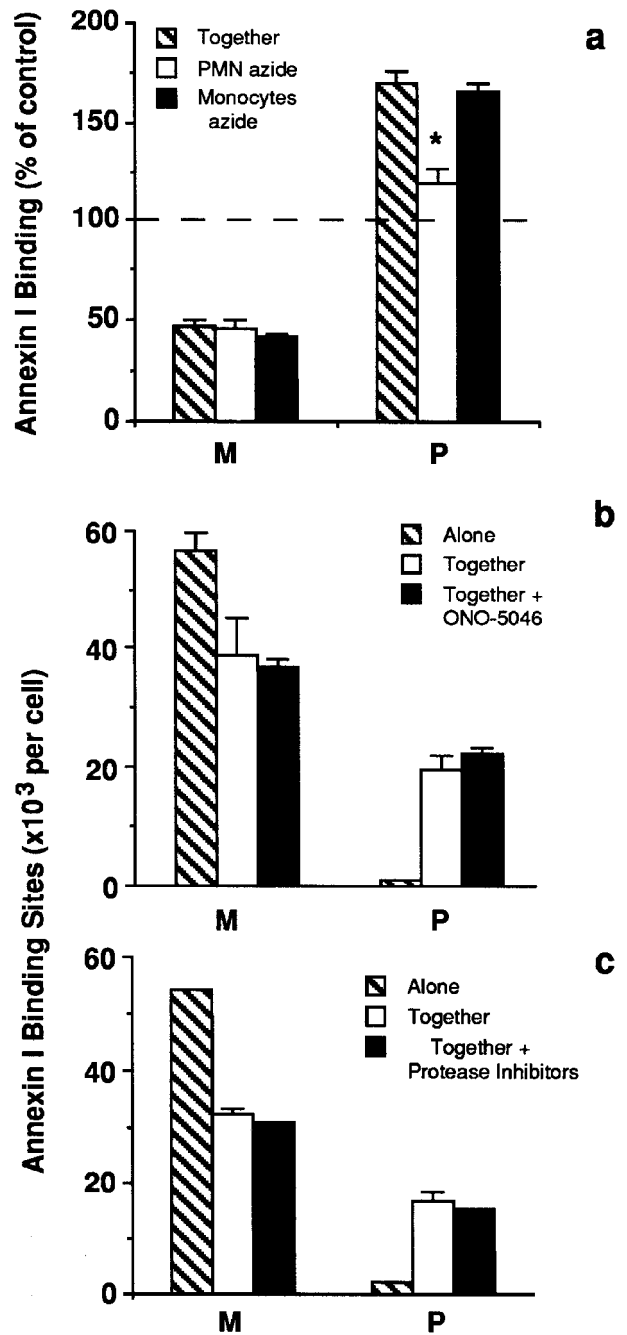 a
Together
PMN azide
Monocytes
azide
Annexin I Binding (% of control)
200
150
*
100
50
0
M P
b
Alone
Together
Together +
ONO-5046
Annexin I Binding Sites (x10³ per cell)
60
40
20
0
M P
c
Alone
Together
Together +
Protease Inhibitors
60
40
20
0
M P